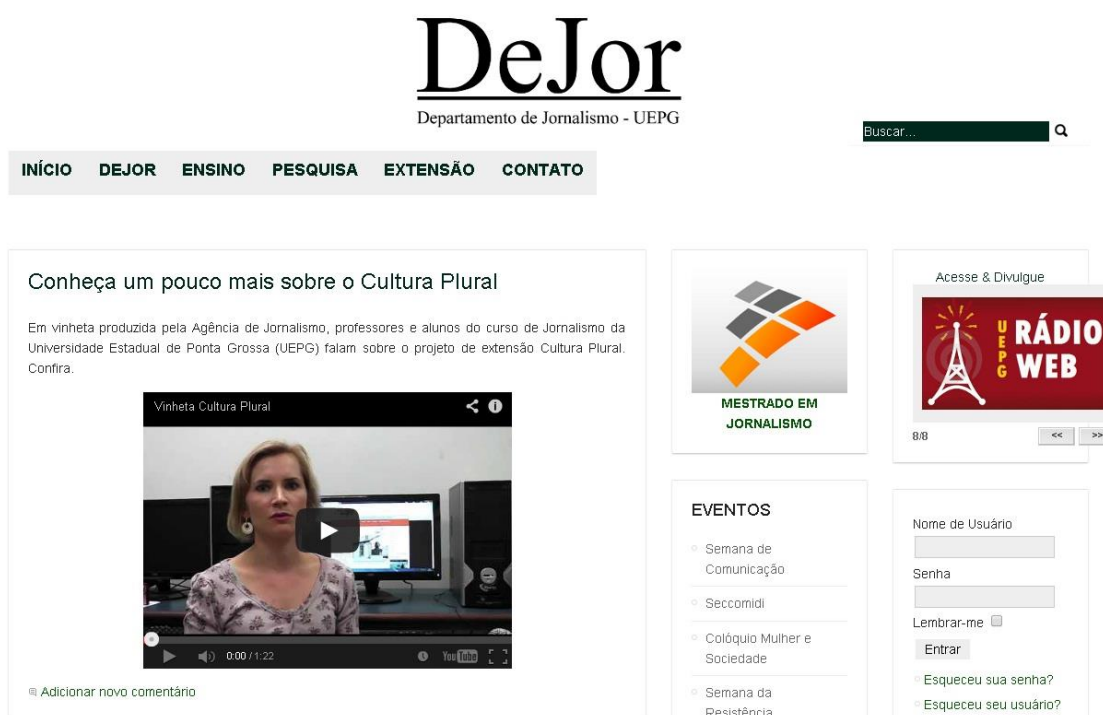 DeJor
Departamento de Jornalismo - UEPG
Buscar...
INÍCIO DEJOR ENSINO PESQUISA EXTENSÃO CONTATO
Conheça um pouco mais sobre o Cultura Plural
Em vinheta produzida pela Agência de Jornalismo, professores e alunos do curso de Jornalismo da
Universidade Estadual de Ponta Grossa (UEPG) falam sobre o projeto de extensão Cultura Plural.
Confira.
Vinheta Cultura Plural
0:00 / 1:22
YouTube
Adicionar novo comentário
MESTRADO EM
JORNALISMO
EVENTOS
Semana de
Comunicação
Seccomidi
Colóquio Mulher e
Sociedade
Semana da
Resistência
Acesse & Divulgue
UEPG
RÁDIO
WEB
8/8
<< >>
Nome de Usuário
Senha
Lembrar-me
Entrar
Esqueceu sua senha?
Esqueceu seu usuário?